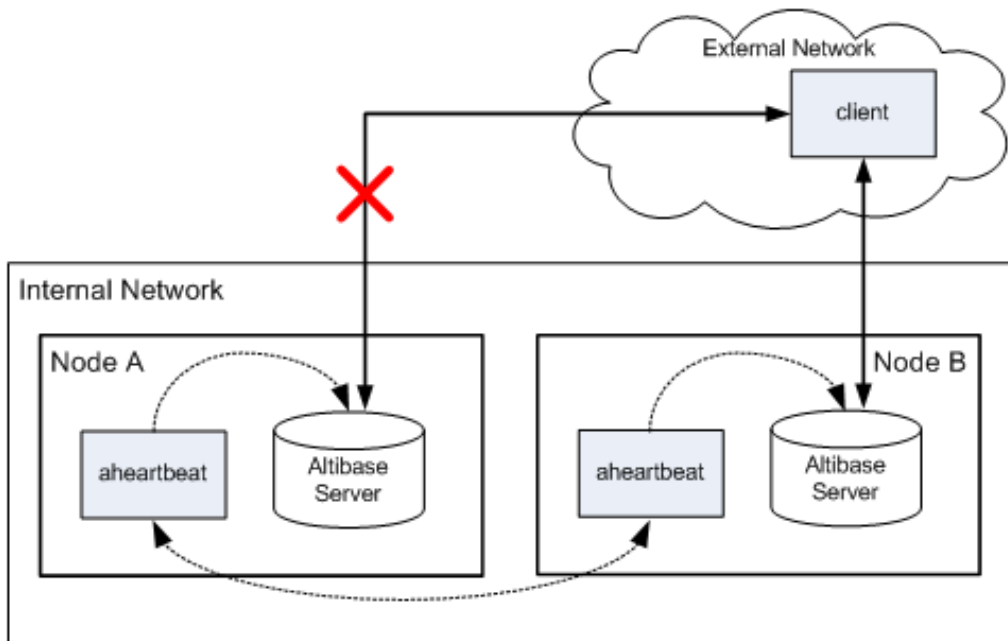 External Network
client
Internal Network
Node A
Node B
aheartbeat
Altibase
Server
aheartbeat
Altibase
Server